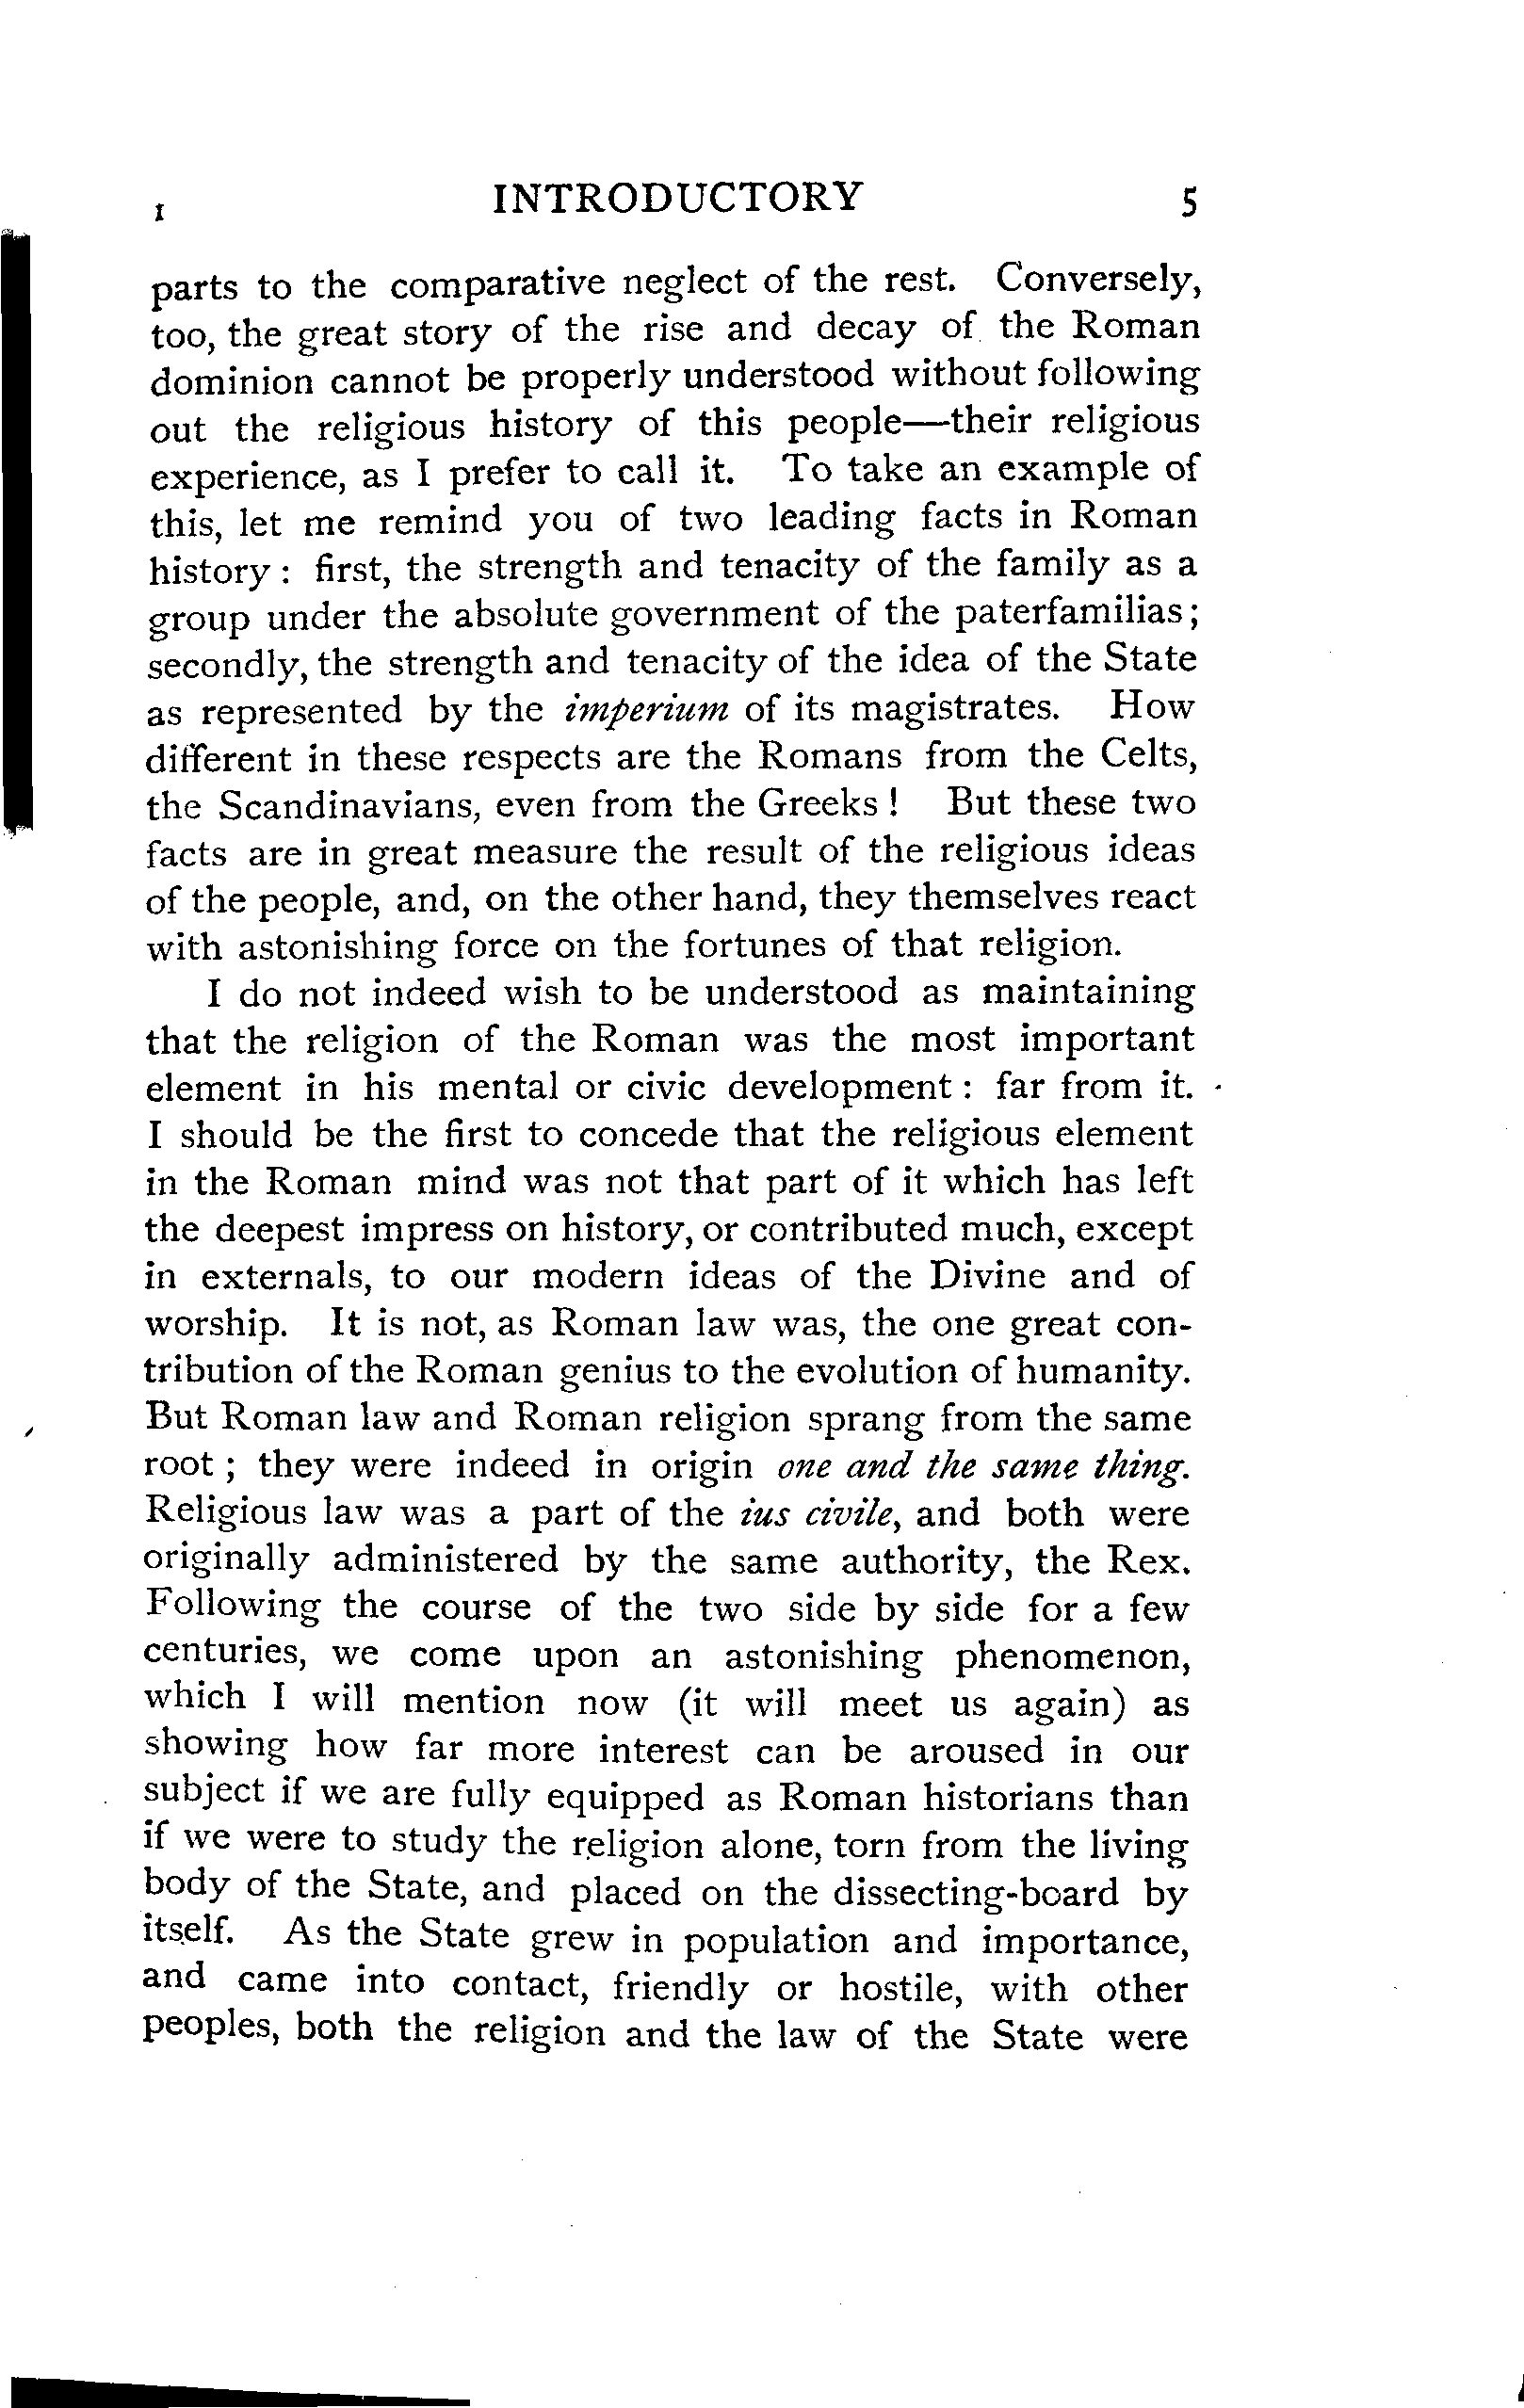 I INTRODUCTORY 5
parts to the comparative neglect of the rest. Conversely,
too, the great story of the rise and decay of the Roman
dominion cannot be properly understood without following
out the religious history of this people—their religious
experience, as I prefer to call it. To take an example of
this, let me remind you of two leading facts in Roman
history : first, the strength and tenacity of the family as a
group under the absolute government of the paterfamilias ;
secondly, the strength and tenacity of the idea of the State
as represented by the imperium of its magistrates. How
different in these respects are the Romans from the Celts,
the Scandinavians, even from the Greeks ! But these two
facts are in great measure the result of the religious ideas
of the people, and, on the other hand, they themselves react
with astonishing force on the fortunes of that religion.
I do not indeed wish to be understood as maintaining
that the religion of the Roman was the most important
element in his mental or civic development : far from it.
I should be the first to concede that the religious element
in the Roman mind was not that part of it which has left
the deepest impress on history, or contributed much, except
in externals, to our modern ideas of the Divine and of
worship. It is not, as Roman law was, the one great con-
tribution of the Roman genius to the evolution of humanity.
But Roman law and Roman religion sprang from the same
root ; they were indeed in origin one and the same thing.
Religious law was a part of the ius civile, and both were
originally administered by the same authority, the Rex.
Following the course of the two side by side for a few
centuries, we come upon an astonishing phenomenon,
which I will mention now (it will meet us again) as
showing how far more interest can be aroused in our
subject if we are fully equipped as Roman historians than
if we were to study the religion alone, torn from the living
body of the State, and placed on the dissecting-board by
itself. As the State grew in population and importance,
and came into contact, friendly or hostile, with other
peoples, both the religion and the law of the State were